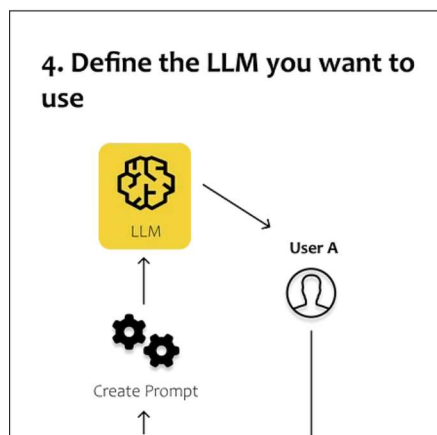 4. Define the LLM you want to
use
LLM
User A
Create Prompt